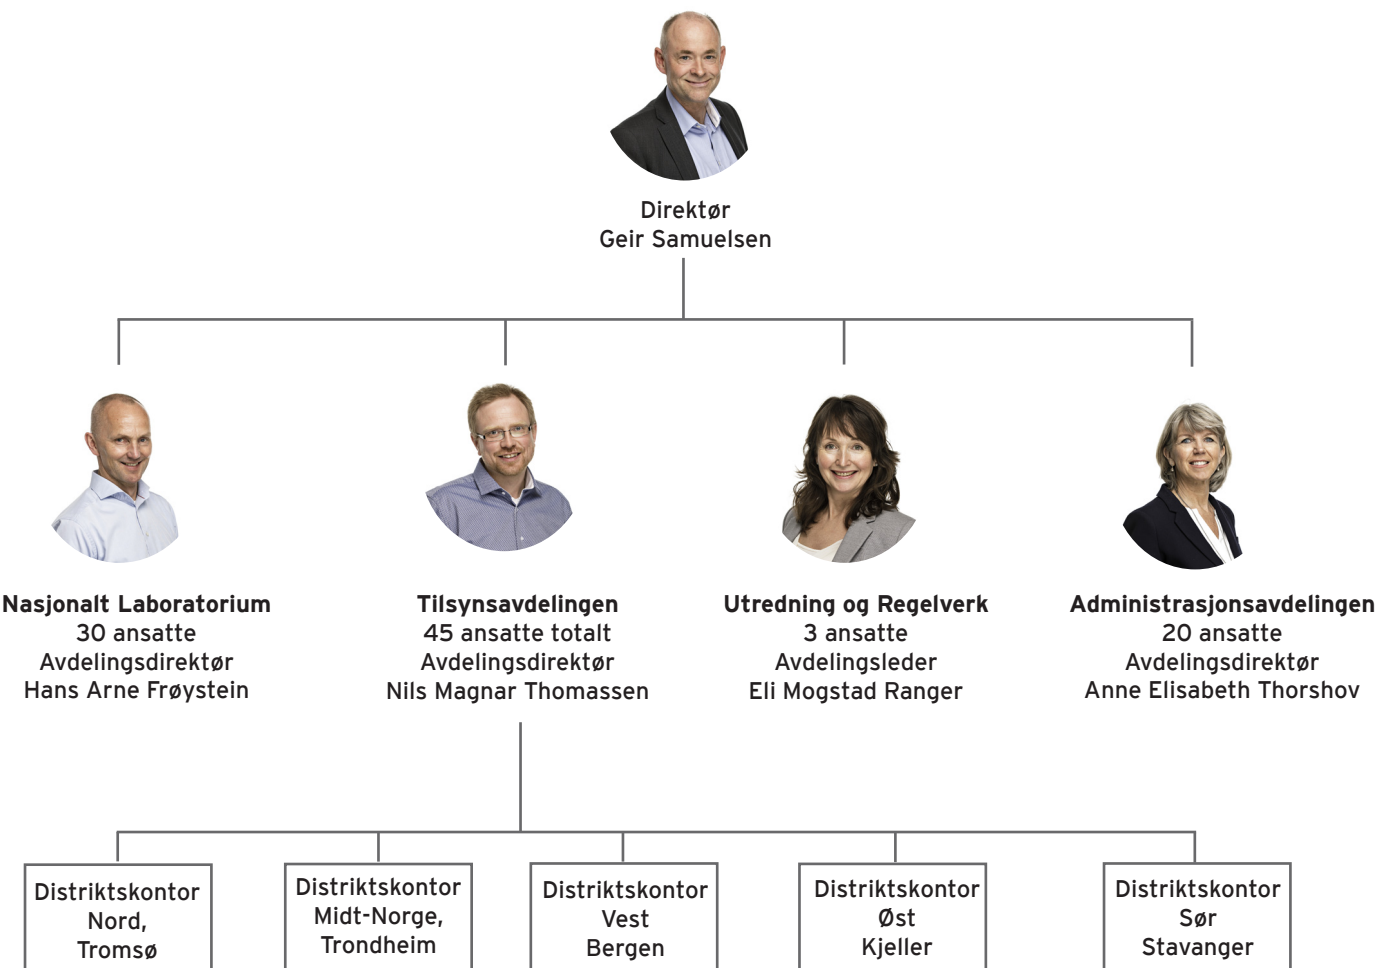 Direktør
Geir Samuelsen
Nasjonalt Laboratorium
30 ansatte
Avdelingsdirektør
Hans Arne Frøystein
Tilsynsavdelingen
45 ansatte totalt
Avdelingsdirektør
Nils Magnar Thomassen
Utredning og Regelverk
3 ansatte
Avdelingsleder
Eli Mogstad Ranger
Administrasjonsavdelingen
20 ansatte
Avdelingsdirektør
Anne Elisabeth Thorshov
Distriktskontor
Nord,
Tromsø
Distriktskontor
Midt-Norge,
Trondheim
Distriktskontor
Vest
Bergen
Distriktskontor
Øst
Kjeller
Distriktskontor
Sør
Stavanger